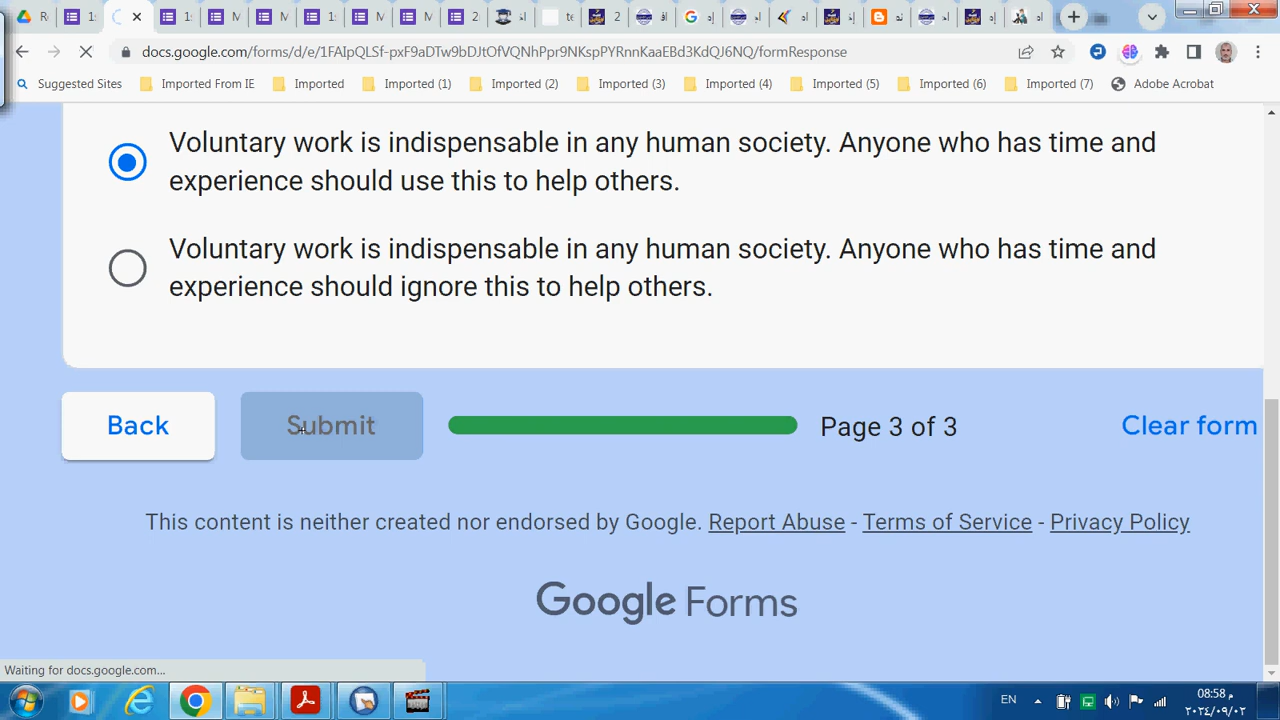 docs.google.com/forms/d/e/1FAIpQLSf-pxF9aDTw9bDJtOfVQNhPpr9NKspPYRnnKaaEBd3KdQJ6NQ/formResponse
Suggested Sites Imported From IE Imported Imported (1) Imported (2) Imported (3) Imported (4) Imported (5) Imported (6) Imported (7) Adobe Acrobat
Voluntary work is indispensable in any human society. Anyone who has time and
experience should use this to help others.
Voluntary work is indispensable in any human society. Anyone who has time and
experience should ignore this to help others.
Back Submit Page 3 of 3 Clear form
This content is neither created nor endorsed by Google. Report Abuse - Terms of Service - Privacy Policy
Google Forms
Waiting for docs.google.com...
EN 08:58 م
٢٠٢٤/٠٩/٠٢